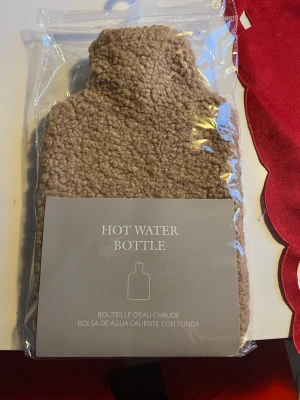 HOT WATER
BOTTLE
BOUTEILLE D'EAU CHAUDE
BOLSA DE AGUA CALIENTE CON FUNDA